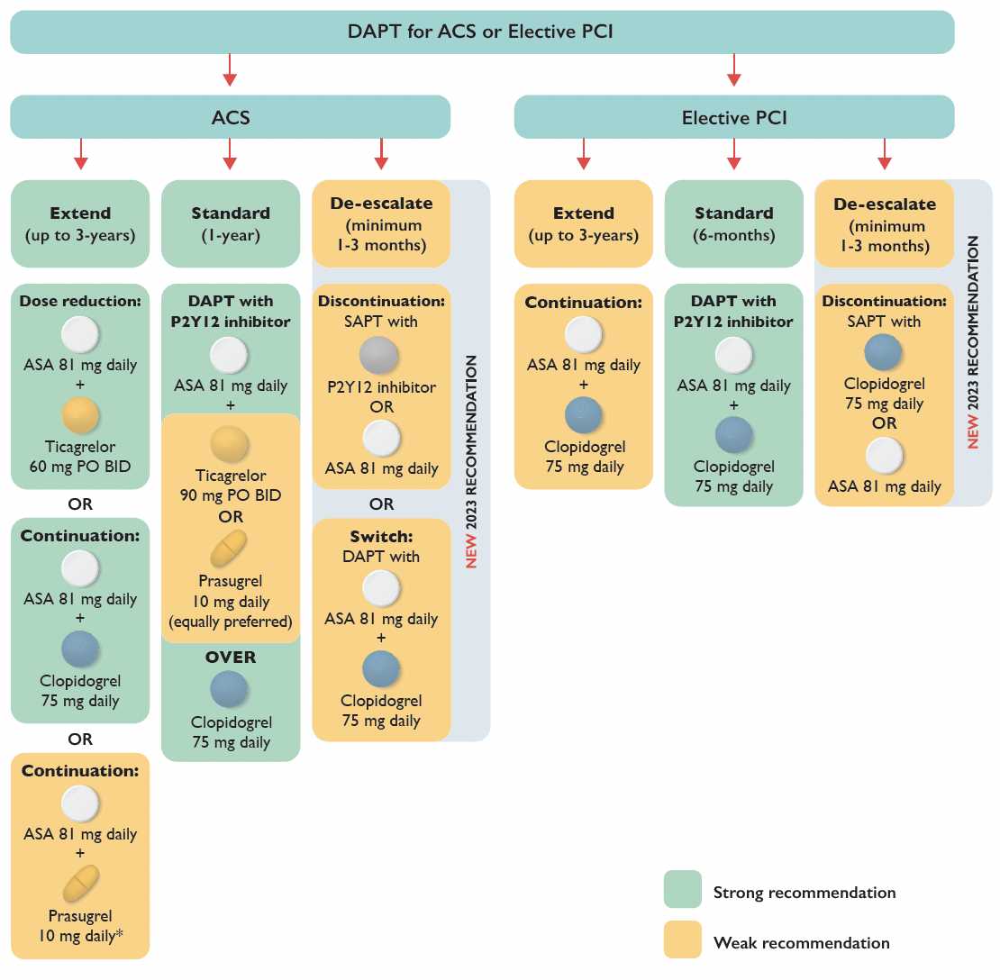 DAPT for ACS or Elective PCI
ACS
Extend
(up to 3-years)
Dose reduction:
ASA 81 mg daily
+
Ticagrelor
60 mg PO BID
OR
Continuation:
ASA 81 mg daily
+
Clopidogrel
75 mg daily
OR
Continuation:
ASA 81 mg daily
+
Prasugrel
10 mg daily*
Standard
(1-year)
DAPT with
P2Y12 inhibitor
ASA 81 mg daily
+
Ticagrelor
90 mg PO BID
OR
Prasugrel
10 mg daily
(equally preferred)
OVER
Clopidogrel
75 mg daily
De-escalate
(minimum
1-3 months)
Discontinuation:
SAPT with
P2Y12 inhibitor
OR
ASA 81 mg daily
OR
Switch:
DAPT with
ASA 81 mg daily
+
Clopidogrel
75 mg daily
NEW 2023 RECOMMENDATION
Elective PCI
Extend
(up to 3-years)
Continuation:
ASA 81 mg daily
+
Clopidogrel
75 mg daily
Standard
(6-months)
DAPT with
P2Y12 inhibitor
ASA 81 mg daily
+
Clopidogrel
75 mg daily
De-escalate
(minimum
1-3 months)
Discontinuation:
SAPT with
Clopidogrel
75 mg daily
OR
ASA 81 mg daily
NEW 2023 RECOMMENDATION
Strong recommendation
Weak recommendation